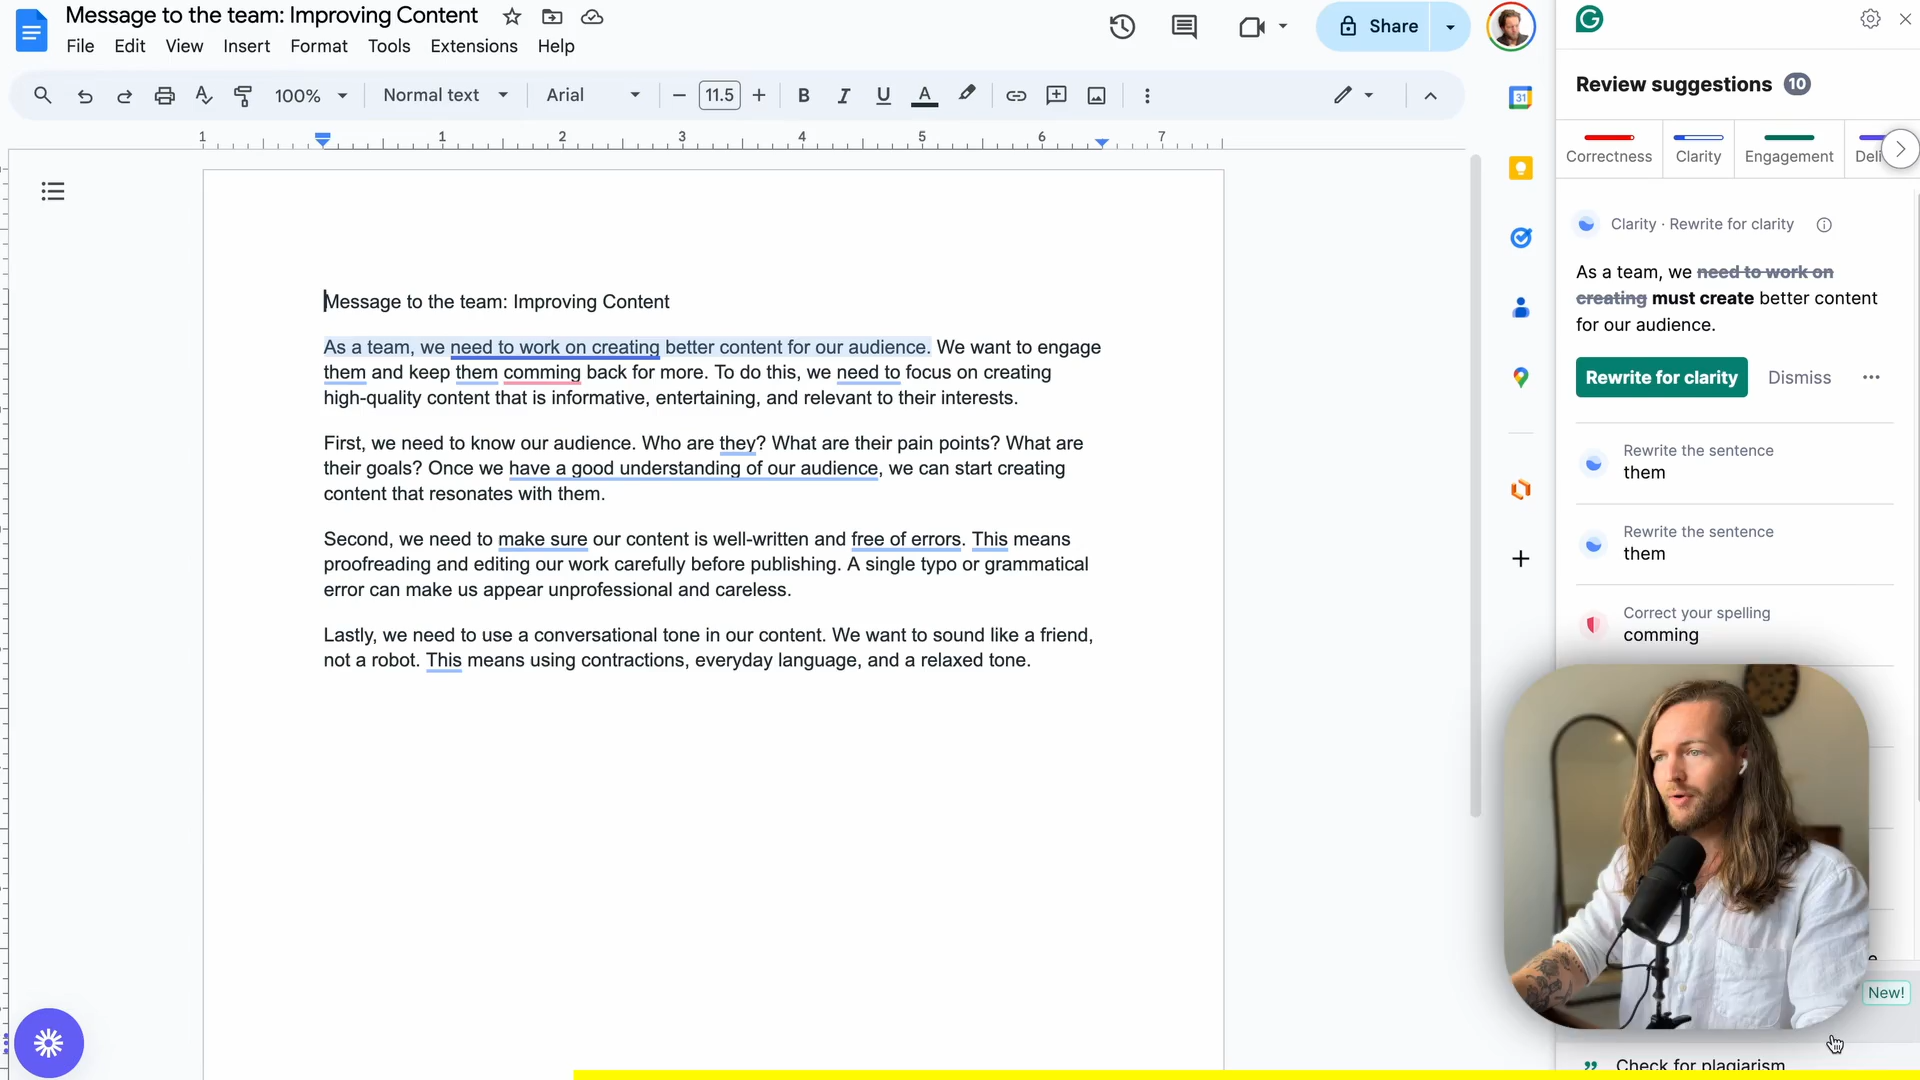 Message to the team: Improving Content
File Edit View Insert Format Tools Extensions Help
Share
100% Normal text Arial 11.5 B I U A
1 1 2 3 4 5 6 7
Message to the team: Improving Content
As a team, we need to work on creating better content for our audience. We want to engage
them and keep them comming back for more. To do this, we need to focus on creating
high-quality content that is informative, entertaining, and relevant to their interests.
First, we need to know our audience. Who are they? What are their pain points? What are
their goals? Once we have a good understanding of our audience, we can start creating
content that resonates with them.
Second, we need to make sure our content is well-written and free of errors. This means
proofreading and editing our work carefully before publishing. A single typo or grammatical
error can make us appear unprofessional and careless.
Lastly, we need to use a conversational tone in our content. We want to sound like a friend,
not a robot. This means using contractions, everyday language, and a relaxed tone.
31
G
Review suggestions 10
Correctness Clarity Engagement Deli
Clarity · Rewrite for clarity
As a team, we need to work on
creating must create better content
for our audience.
Rewrite for clarity Dismiss
Rewrite the sentence
them
Rewrite the sentence
them
Correct your spelling
comming
New!
Check for plagiarism